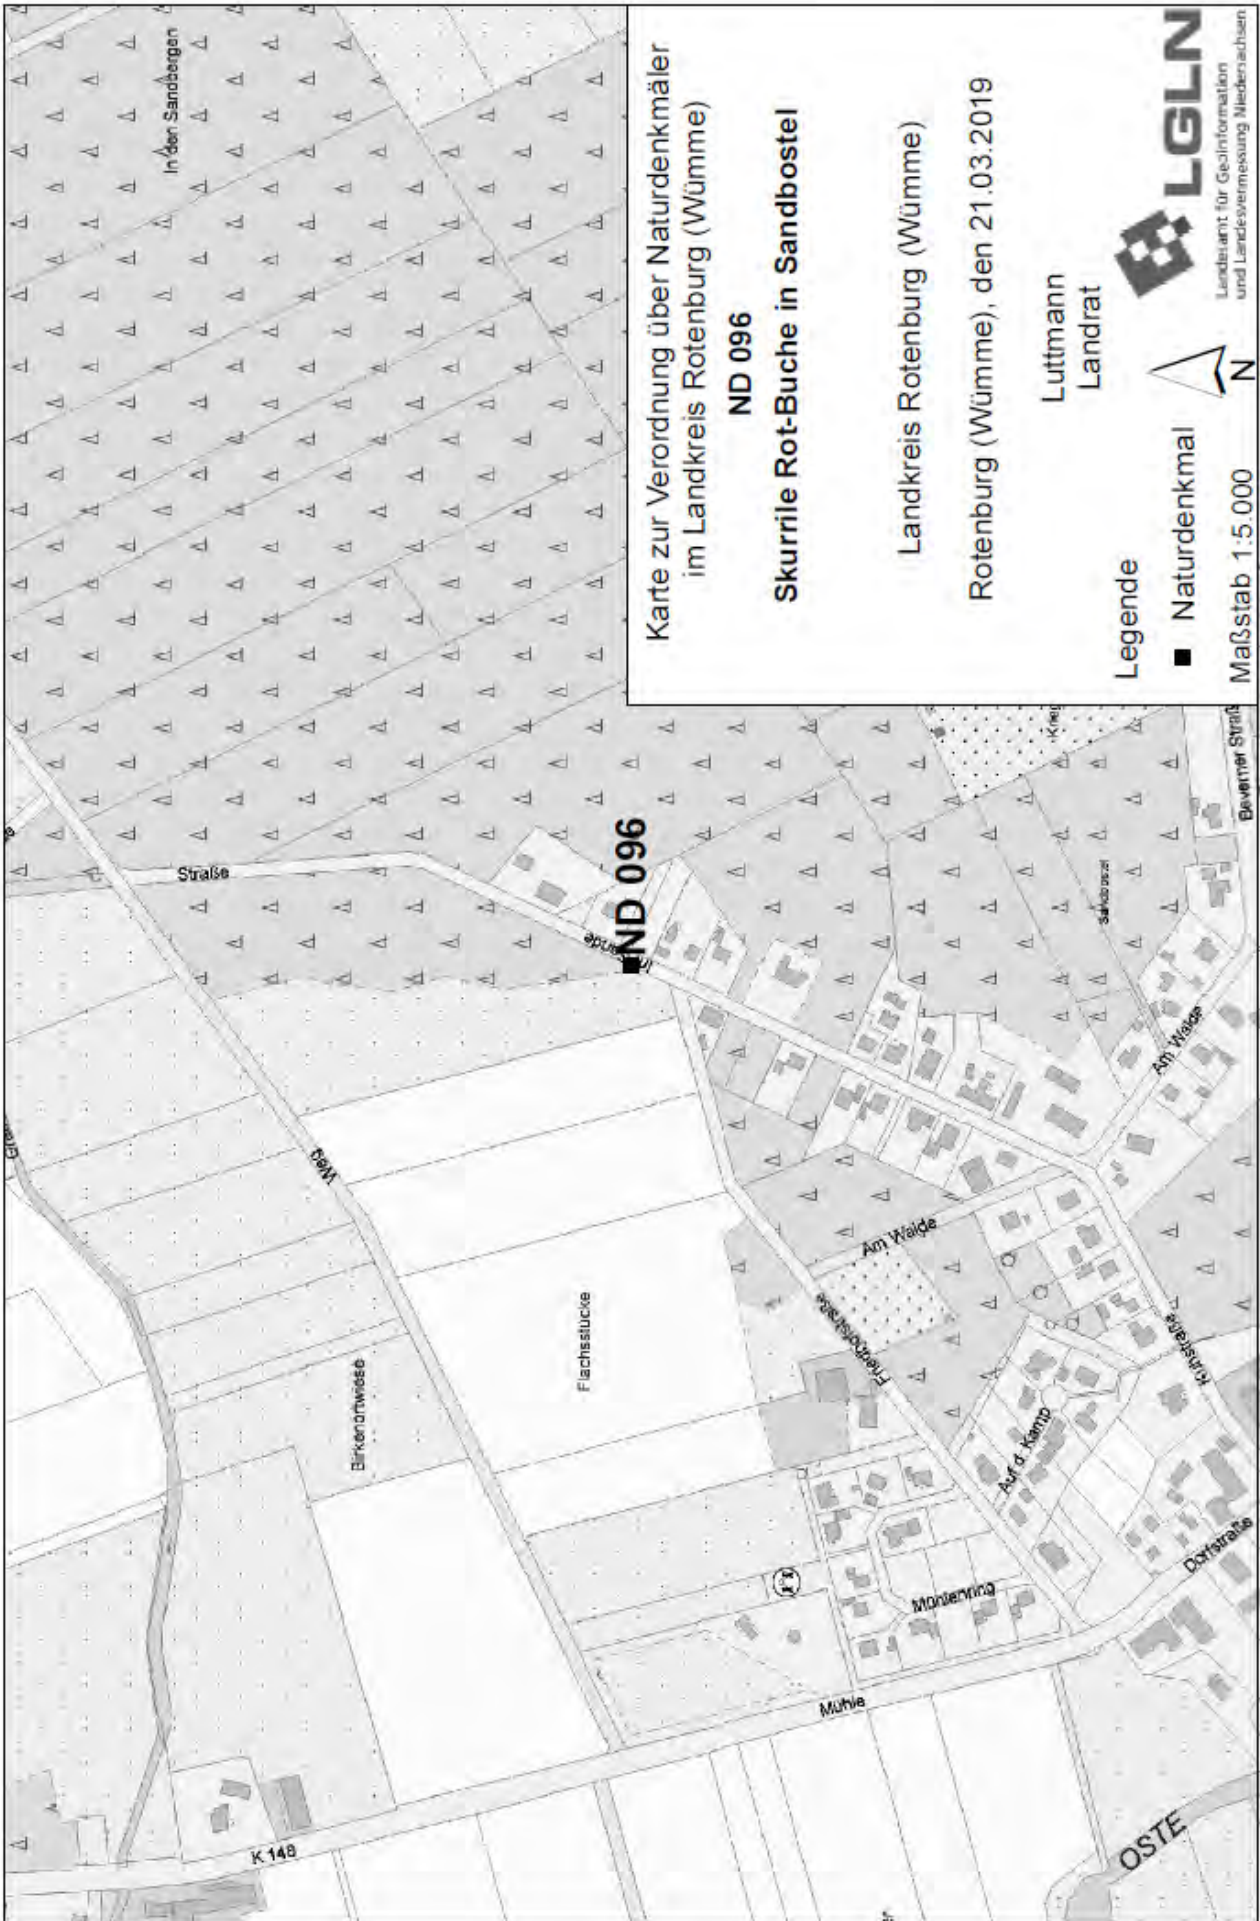 Karte zur Verordnung über Naturdenkmäler
im Landkreis Rotenburg (Wümme)
ND 096
Skurrile Rot-Buche in Sandbostel
Landkreis Rotenburg (Wümme)
Rotenburg (Wümme), den 21.03.2019
Luttmann
Landrat
Legende
Naturdenkmal
Maßstab 1:5.000
N
LGLN
Landesamt für Geoinformation
und Landesvermessung Niedersachsen
In den Sandbergen
Straße
ND 096
Weg
Birkenortwiese
Flachsstücke
K 148
Mühle
Mühlenring
Friedhofstraße
Am Walde
Am Walde
Auf d. Kamp
Dorfstraße
Sandbostel
OSTE